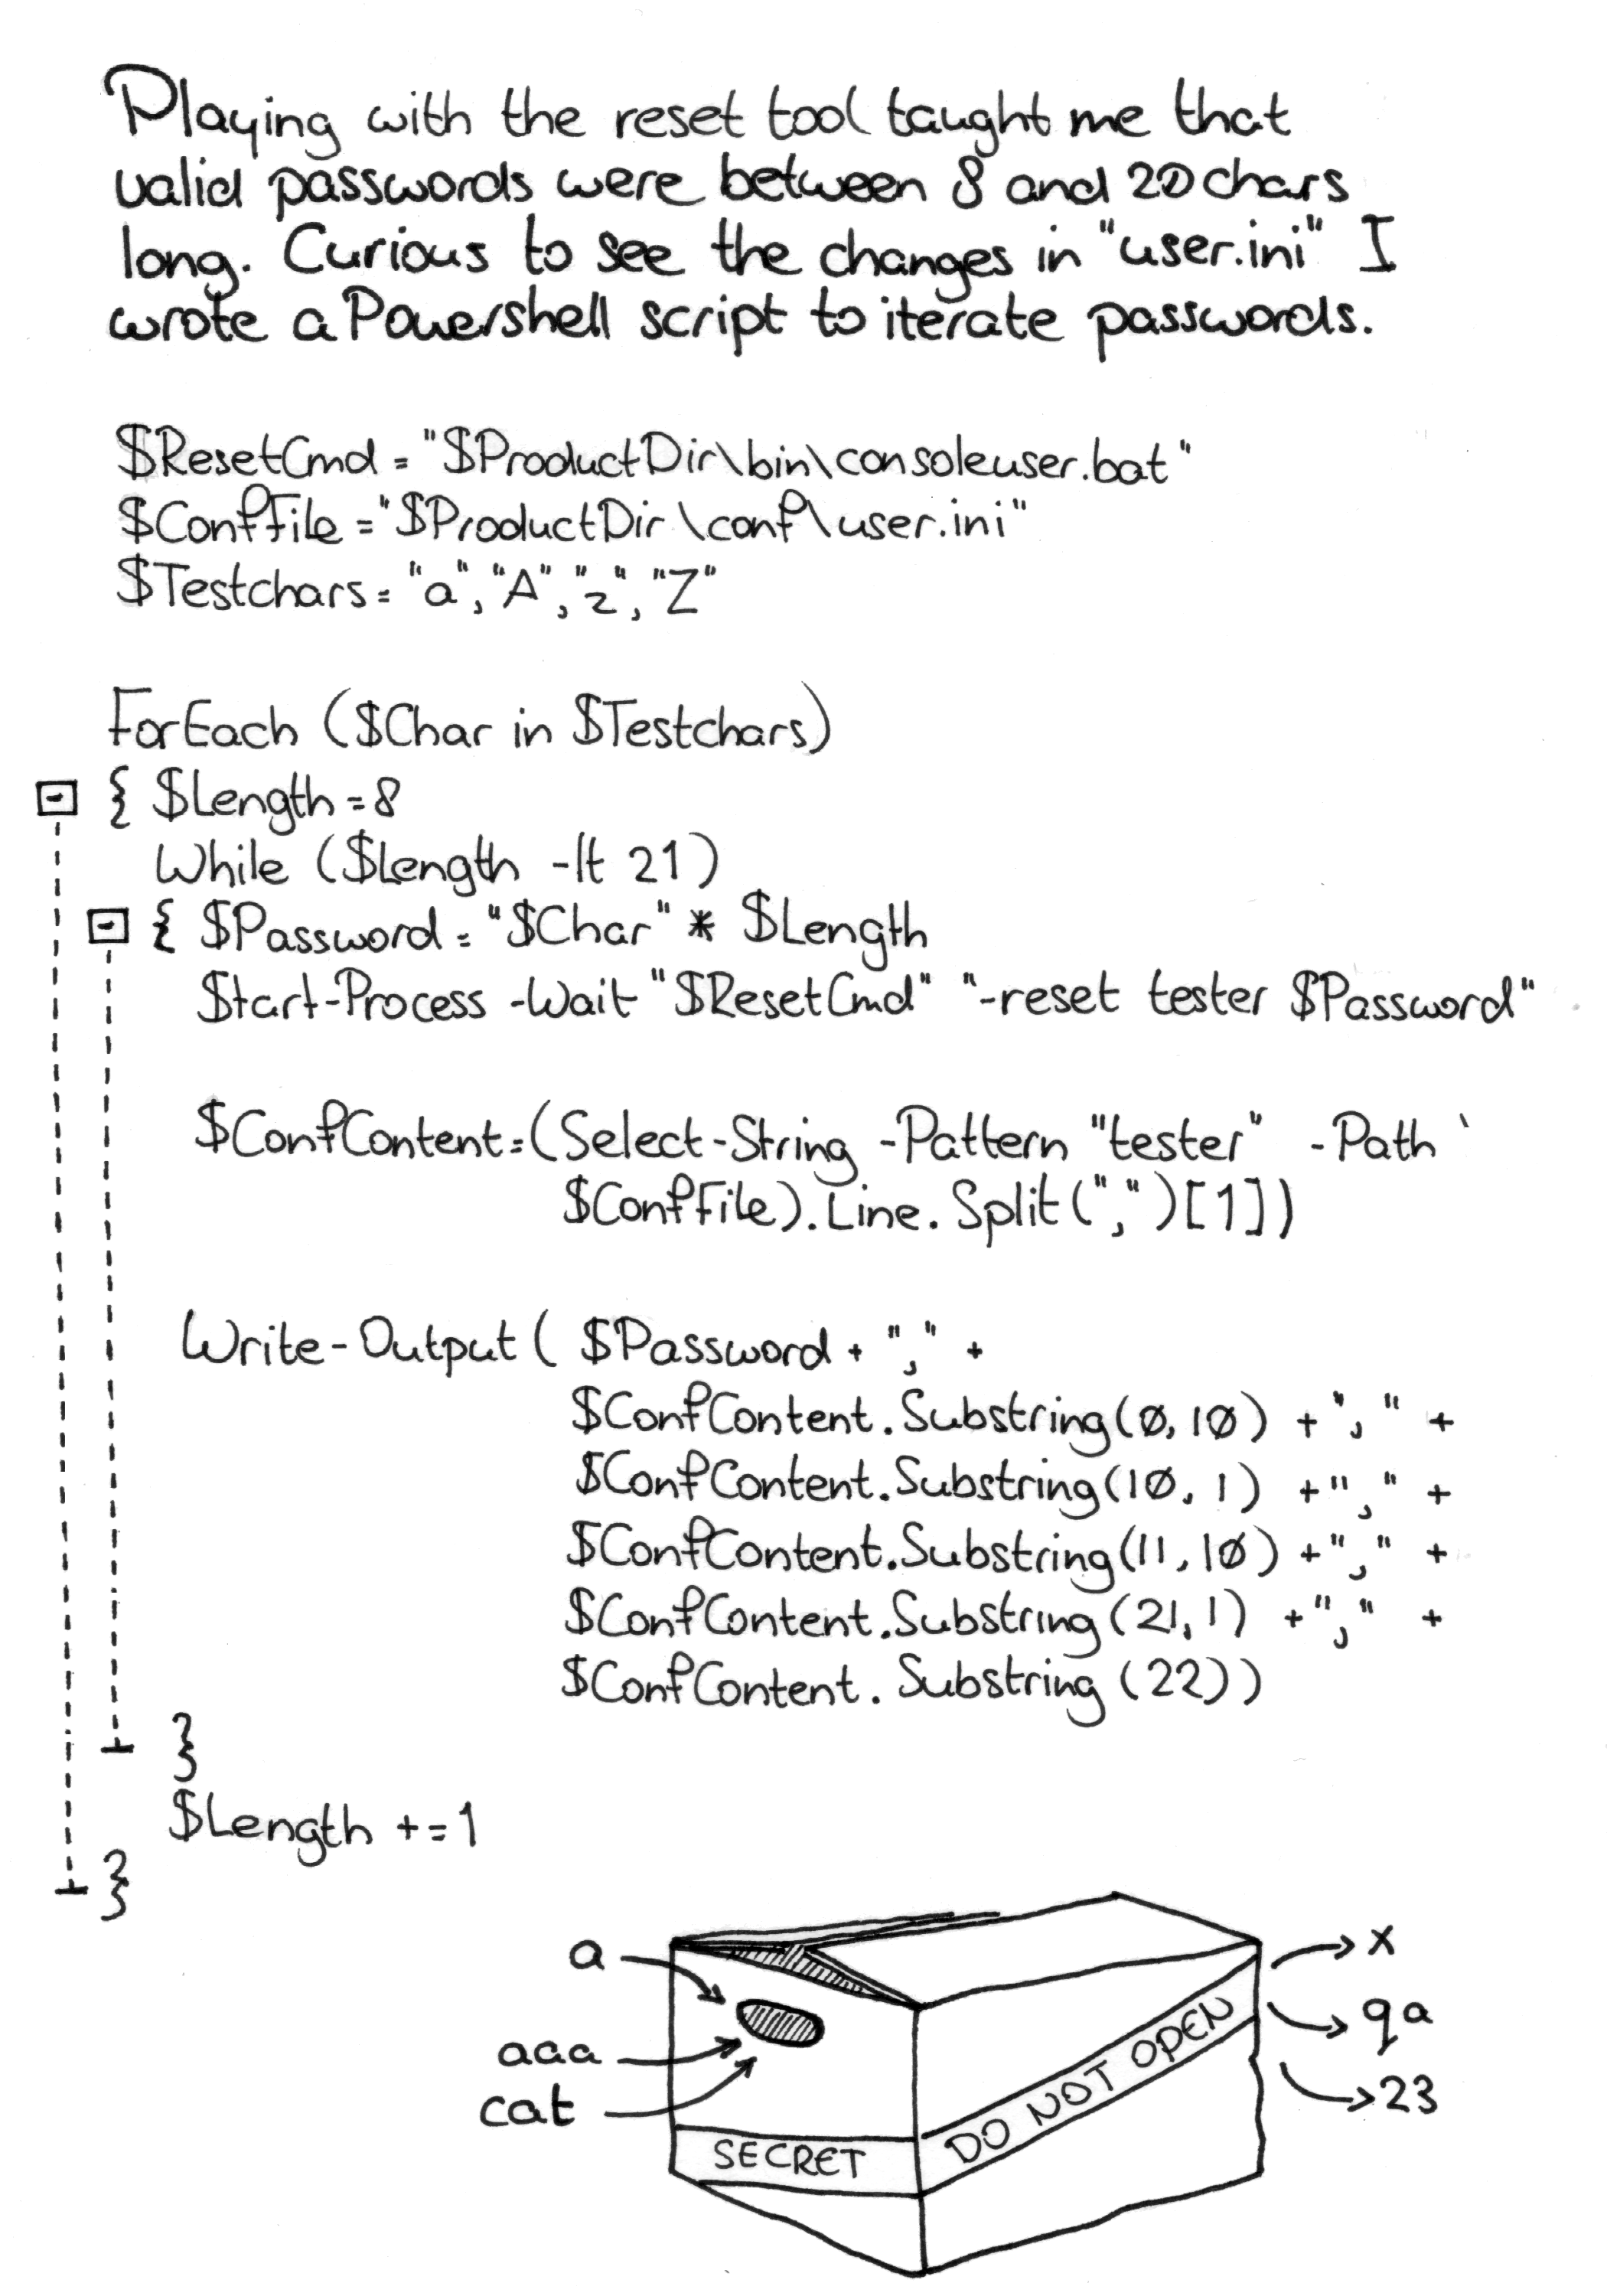 Playing with the reset tool taught me that
valid passwords were between 8 and 20 chars
long. Curious to see the changes in "user.ini" I
wrote a Powershell script to iterate passwords.
$ResetCmd = "$ProductDir\bin\consoleuser.bat"
$ConfFile = "$ProductDir\conf\user.ini"
$Testchars = "a", "A", "z", "Z"
ForEach ($Char in $Testchars)
{ $Length = 8
While ($Length -lt 21)
{ $Password = "$Char" * $Length
Start-Process -Wait "$ResetCmd" "-reset tester $Password"
$ConfContent = (Select-String -Pattern "tester" -Path `
$ConfFile).Line.Split(",")[1])
Write-Output ( $Password + "," +
$ConfContent.Substring(0, 10) + "," +
$ConfContent.Substring(10, 1) + "," +
$ConfContent.Substring(11, 10) + "," +
$ConfContent.Substring(21, 1) + "," +
$ConfContent.Substring (22))
}
$Length += 1
}
a
aaa
cat
SECRET
DO NOT OPEN
x
qa
23